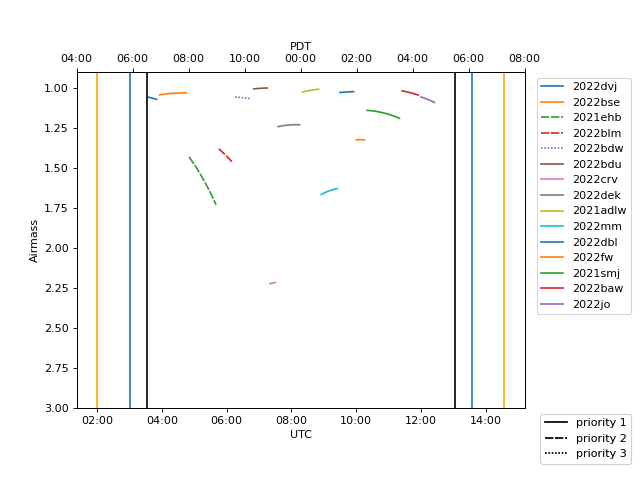 PDT
04:00 06:00 08:00 10:00 00:00 02:00 04:00 06:00 08:00
Airmass
1.00
1.25
1.50
1.75
2.00
2.25
2.50
2.75
3.00
02:00 04:00 06:00 08:00 10:00 12:00 14:00
UTC
2022dvj
2022bse
2021ehb
2022blm
2022bdw
2022bdu
2022crv
2022dek
2021adlw
2022mm
2022dbl
2022fw
2021smj
2022baw
2022jo
priority 1
priority 2
priority 3